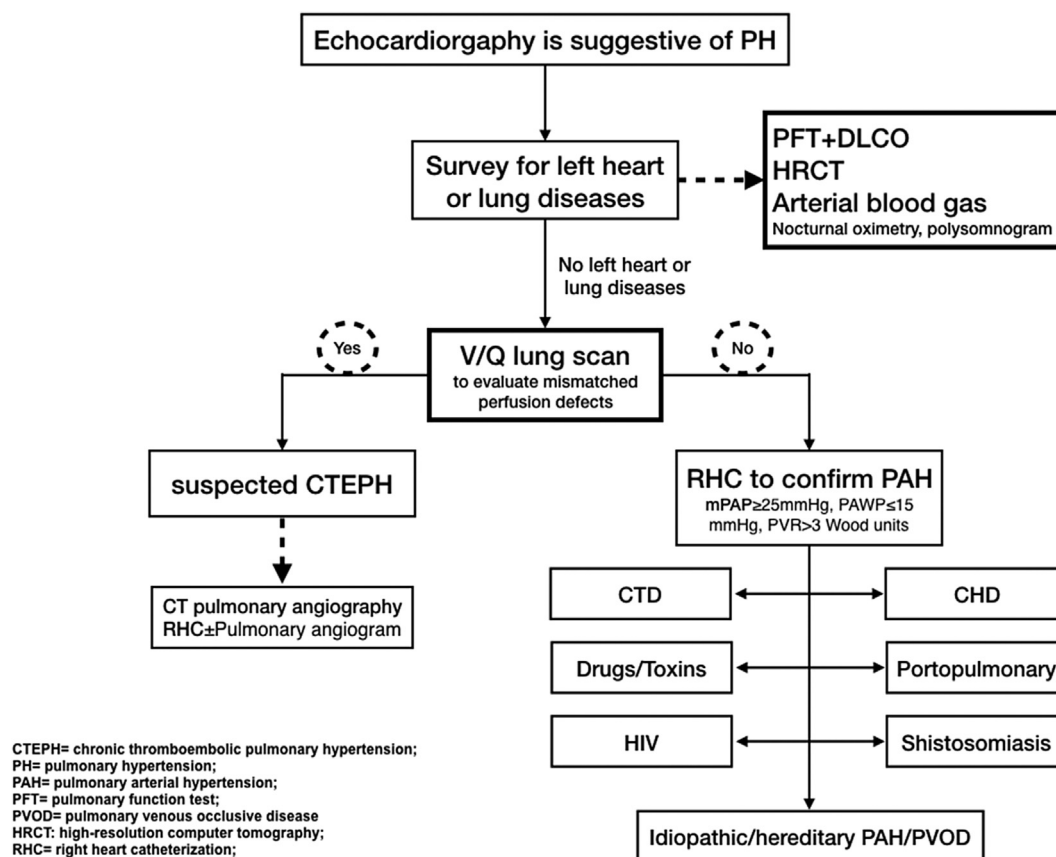 Echocardiorgaphy is suggestive of PH
Survey for left heart
or lung diseases
PFT+DLCO
HRCT
Arterial blood gas
Nocturnal oximetry, polysomnogram
No left heart or
lung diseases
Yes
V/Q lung scan
to evaluate mismatched
perfusion defects
No
suspected CTEPH
RHC to confirm PAH
mPAP≥25mmHg, PAWP≤15
mmHg, PVR>3 Wood units
CT pulmonary angiography
RHC±Pulmonary angiogram
CTD
CHD
Drugs/Toxins
Portopulmonary
HIV
Shistosomiasis
Idiopathic/hereditary PAH/PVOD
CTEPH= chronic thromboembolic pulmonary hypertension;
PH= pulmonary hypertension;
PAH= pulmonary arterial hypertension;
PFT= pulmonary function test;
PVOD= pulmonary venous occlusive disease
HRCT: high-resolution computer tomography;
RHC= right heart catheterization;